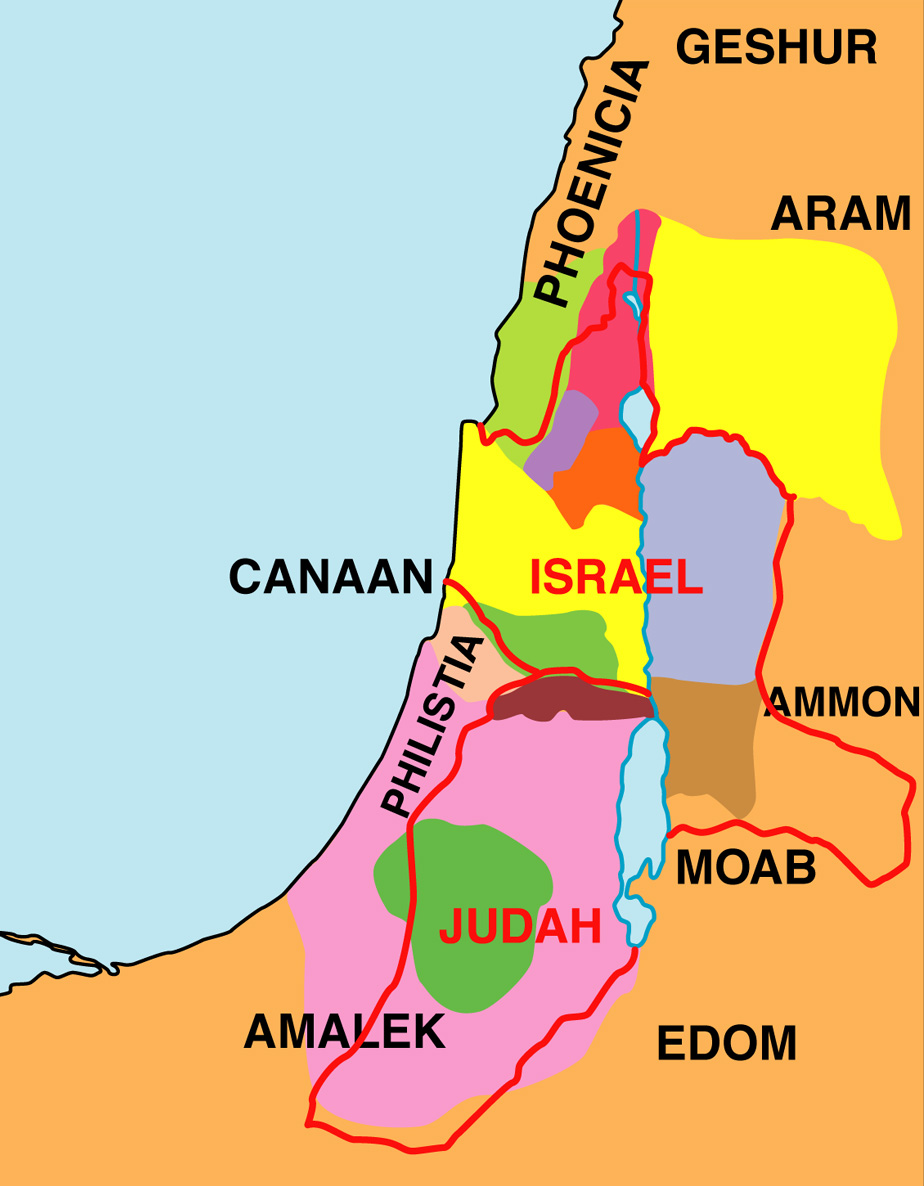 GESHUR
PHOENICIA
ARAM
CANAAN
ISRAEL
PHILISTIA
AMMON
MOAB
JUDAH
AMALEK
EDOM